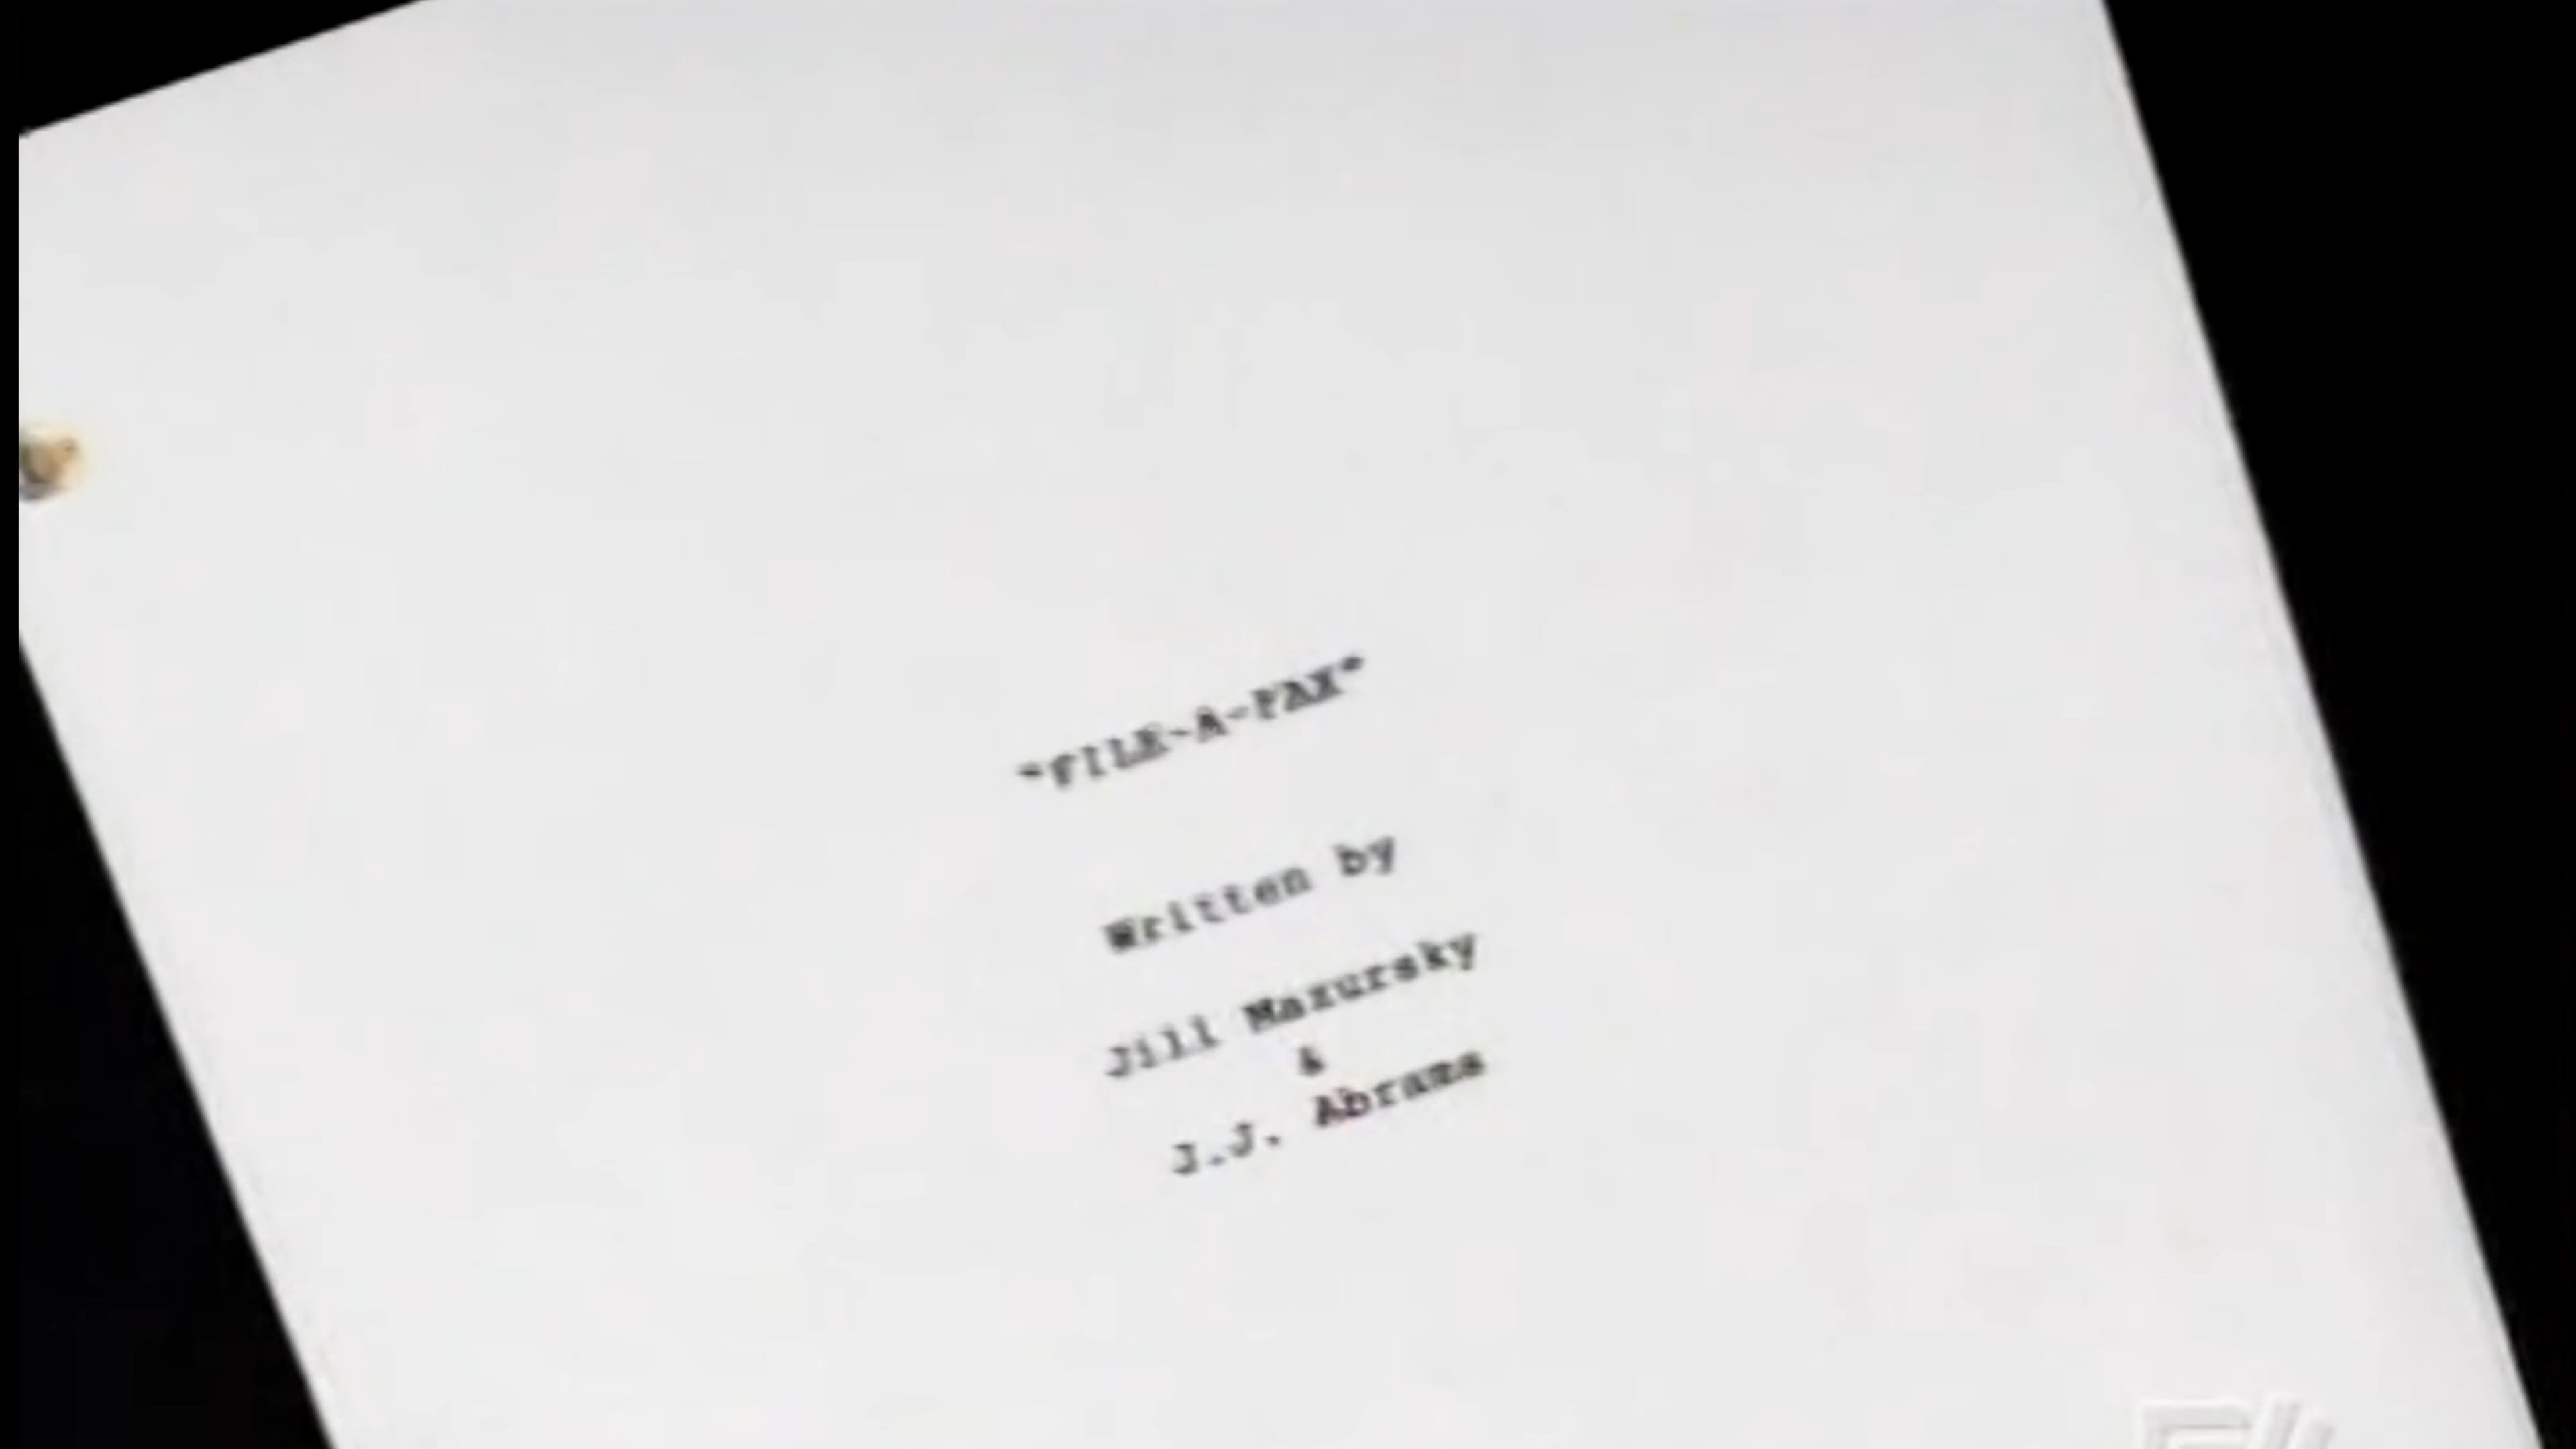 "FILE-A-FAX"
Written by
Jill Mazursky
&
J.J. Abrams